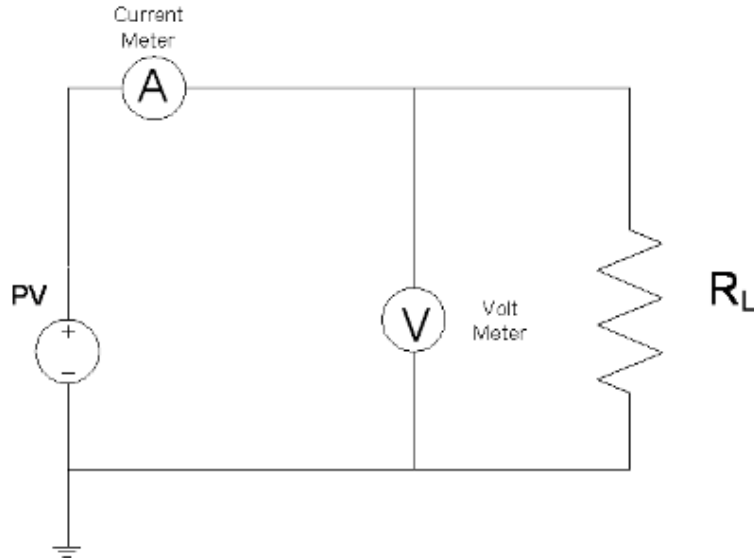 Current
Meter
A
PV
+
−
V
Volt
Meter
RL